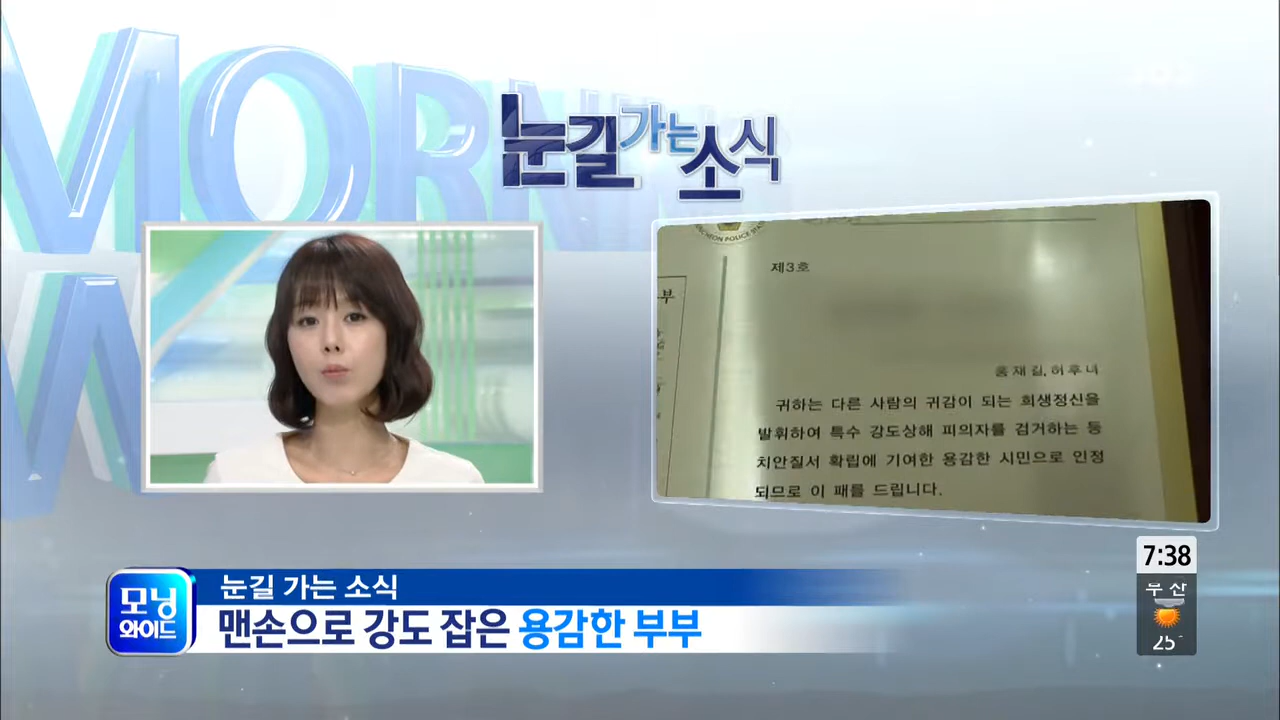 MORNI
눈길 가는 소식
제3호
부
홍재길, 허후녀
귀하는 다른 사람의 귀감이 되는 희생정신을
발휘하여 특수 강도상해 피의자를 검거하는 등
치안질서 확립에 기여한 용감한 시민으로 인정
되므로 이 패를 드립니다.
7:38
부산
25
모닝
와이드
눈길 가는 소식
맨손으로 강도 잡은 용감한 부부